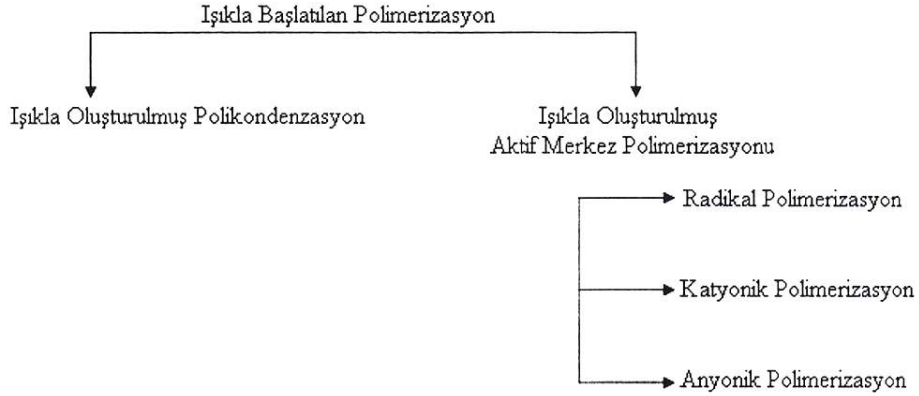 Işıkla Başlatılan Polimerizasyon
Işıkla Oluşturulmuş Polikondenzasyon
Işıkla Oluşturulmuş
Aktif Merkez Polimerizasyonu
Radikal Polimerizasyon
Katyonik Polimerizasyon
Anyonik Polimerizasyon